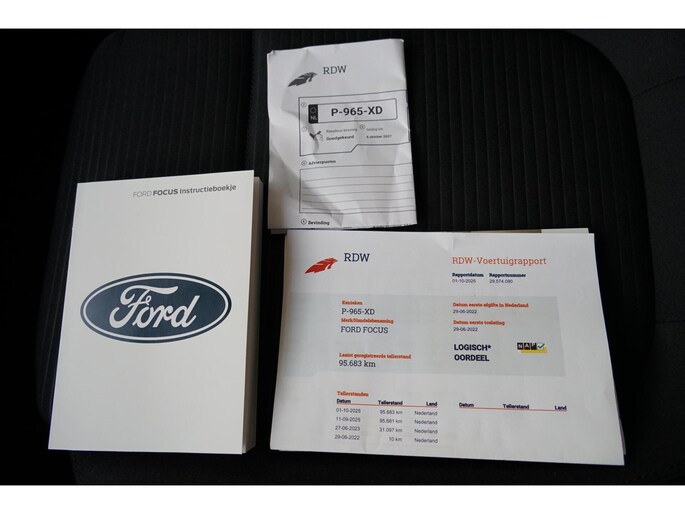 RDW
NL
P-965-XD
Goedgekeurd
Adreswijzigingen
FORD FOCUS Instructieboekje
Ford
RDW
RDW-Voertuigrapport
Rapportdatum Rapportnummer
01-10-2025
Kenteken
P-965-XD
Merk/Handelsbenaming
FORD FOCUS
Laatst geregistreerde tellerstand
95.683 km
Datum eerste afgifte in Nederland
29-06-2022
Datum eerste toelating
29-06-2022
LOGISCH*
OORDEEL
NAP
Tellerstanden
Datum Tellerstand Land
01-10-2025 95.683 km Nederland
11-09-2025 95.681 km Nederland
27-06-2023 31.097 km Nederland
29-06-2022 10 km Nederland
Datum Tellerstand Land